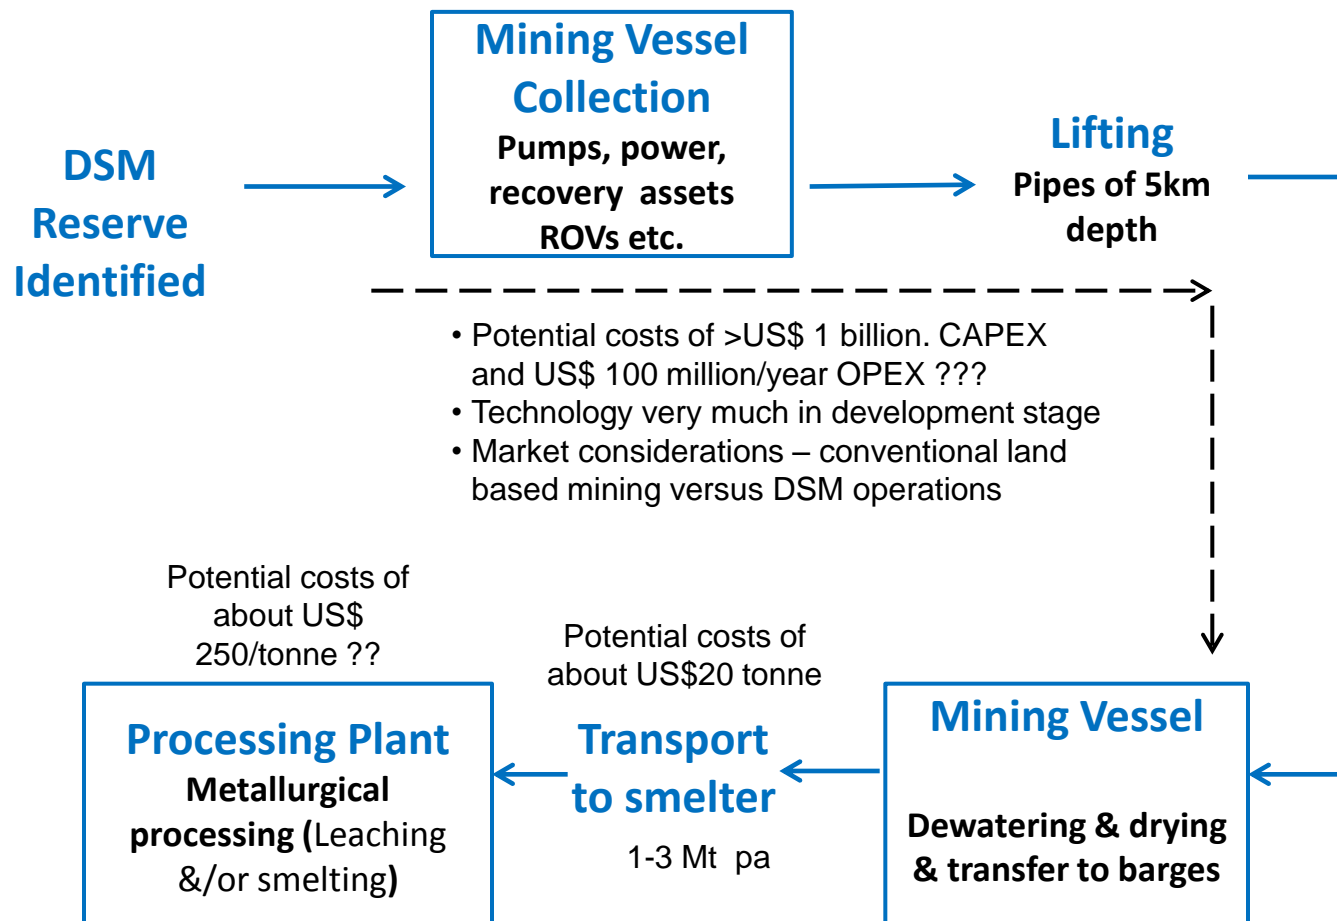 DSM
Reserve
Identified
Mining Vessel
Collection
Pumps, power,
recovery assets
ROVs etc.
Lifting
Pipes of 5km
depth
• Potential costs of >US$ 1 billion. CAPEX
and US$ 100 million/year OPEX ???
• Technology very much in development stage
• Market considerations – conventional land
based mining versus DSM operations
Potential costs of
about US$
250/tonne ??
Processing Plant
Metallurgical
processing (Leaching
&/or smelting)
Potential costs of
about US$20 tonne
Transport
to smelter
1-3 Mt pa
Mining Vessel
Dewatering & drying
& transfer to barges